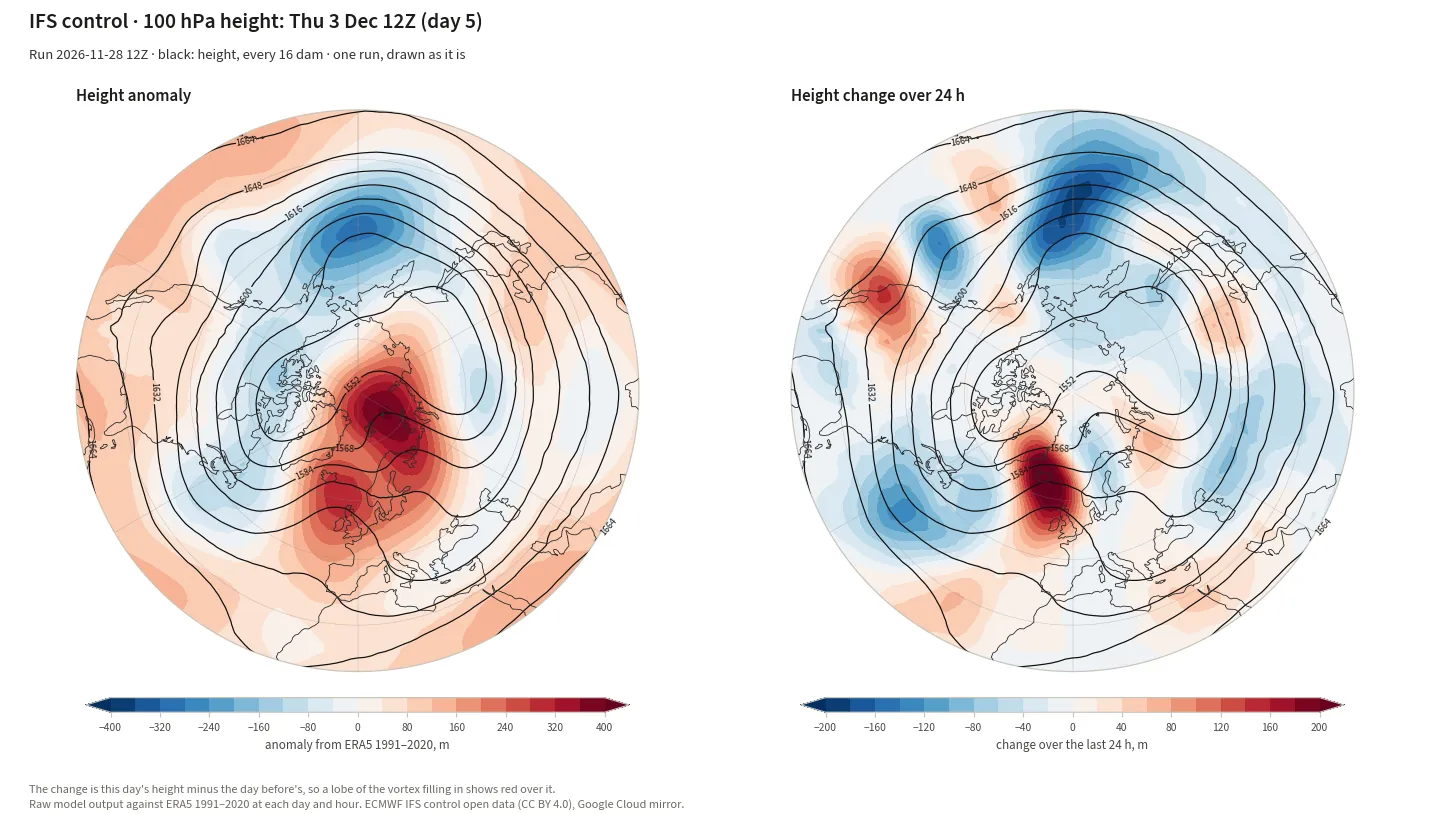 IFS control · 100 hPa height: Thu 3 Dec 12Z (day 5)
Run 2026-11-28 12Z · black: height, every 16 dam · one run, drawn as it is
Height anomaly
Height change over 24 h
1664
1648
1616
1600
1632
1552
1568
1584
1664
1664
1664
1648
1616
1600
1632
1552
1568
1584
1664
1664
−400 −320 −240 −160 −80 0 80 160 240 320 400
anomaly from ERA5 1991–2020, m
−200 −160 −120 −80 −40 0 40 80 120 160 200
change over the last 24 h, m
The change is this day's height minus the day before's, so a lobe of the vortex filling in shows red over it.
Raw model output against ERA5 1991–2020 at each day and hour. ECMWF IFS control open data (CC BY 4.0), Google Cloud mirror.